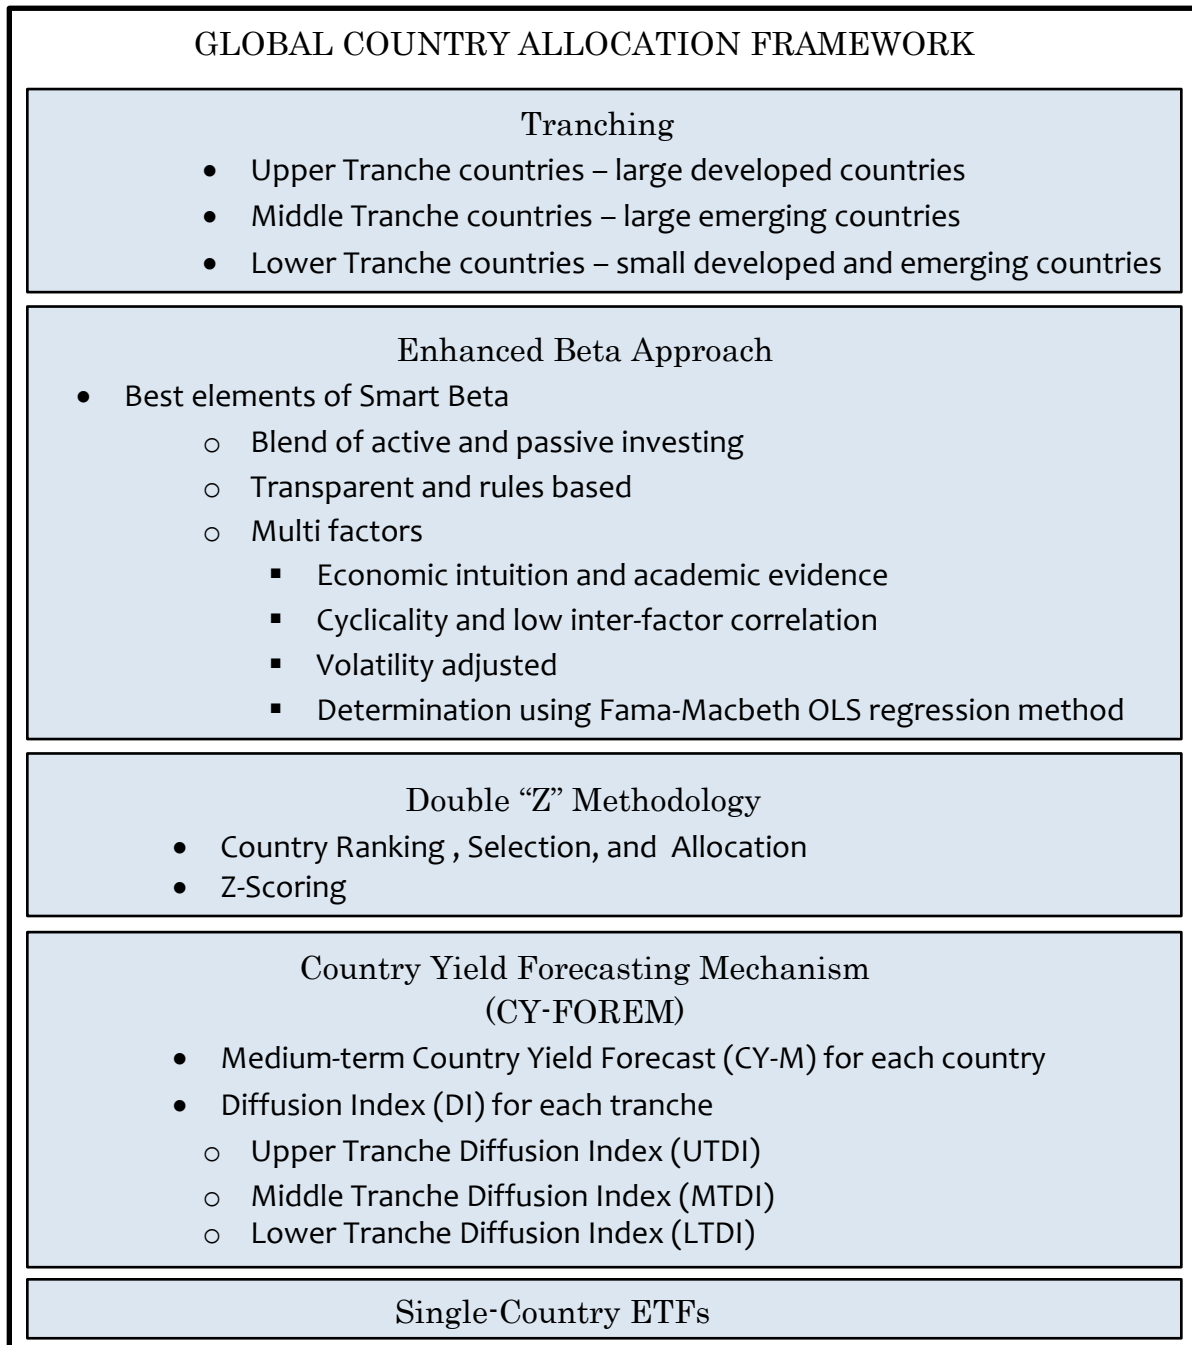 GLOBAL COUNTRY ALLOCATION FRAMEWORK
Tranching
• Upper Tranche countries – large developed countries
• Middle Tranche countries – large emerging countries
• Lower Tranche countries – small developed and emerging countries
Enhanced Beta Approach
• Best elements of Smart Beta
o Blend of active and passive investing
o Transparent and rules based
o Multi factors
▪ Economic intuition and academic evidence
▪ Cyclicality and low inter-factor correlation
▪ Volatility adjusted
▪ Determination using Fama-Macbeth OLS regression method
Double “Z” Methodology
• Country Ranking , Selection, and Allocation
• Z-Scoring
Country Yield Forecasting Mechanism
(CY-FOREM)
• Medium-term Country Yield Forecast (CY-M) for each country
• Diffusion Index (DI) for each tranche
o Upper Tranche Diffusion Index (UTDI)
o Middle Tranche Diffusion Index (MTDI)
o Lower Tranche Diffusion Index (LTDI)
Single-Country ETFs